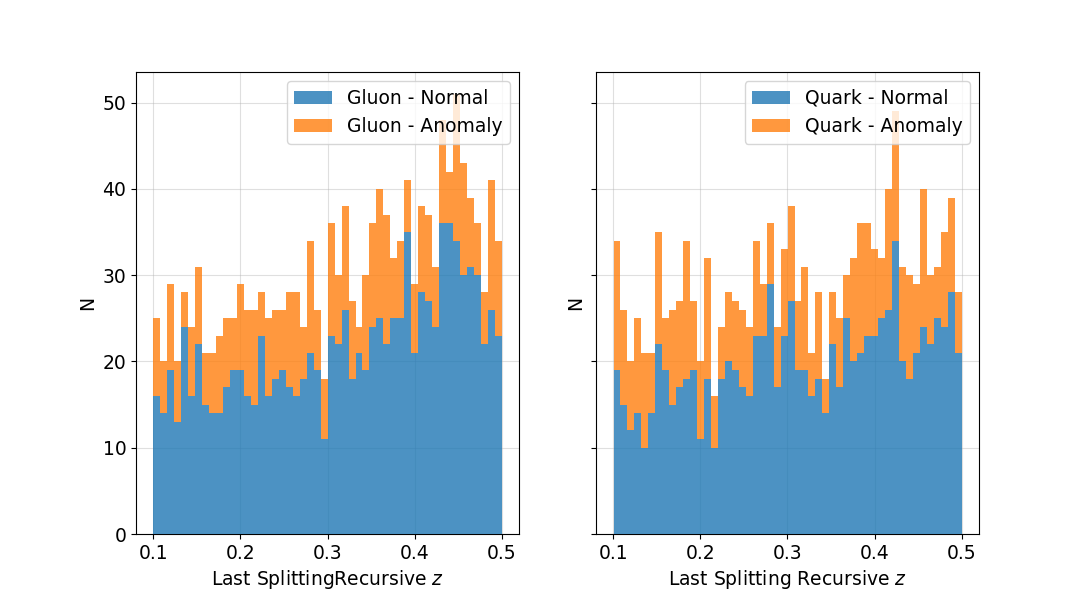 Gluon - Normal
Gluon - Anomaly
50
40
30
20
10
0
N
0.1 0.2 0.3 0.4 0.5
Last SplittingRecursive z
Quark - Normal
Quark - Anomaly
N
0.1 0.2 0.3 0.4 0.5
Last Splitting Recursive z